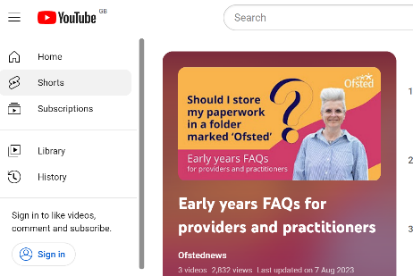 YouTube GB
Search
Home
Shorts
Subscriptions
Library
History
Sign in to like videos,
comment and subscribe.
Sign in
Ofsted
Should I store
my paperwork
in a folder
marked 'Ofsted'
?
Early years FAQs
for providers and practitioners
Early years FAQs for
providers and practitioners
Ofstednews
3 videos 2,832 views Last updated on 7 Aug 2023
1
2
3